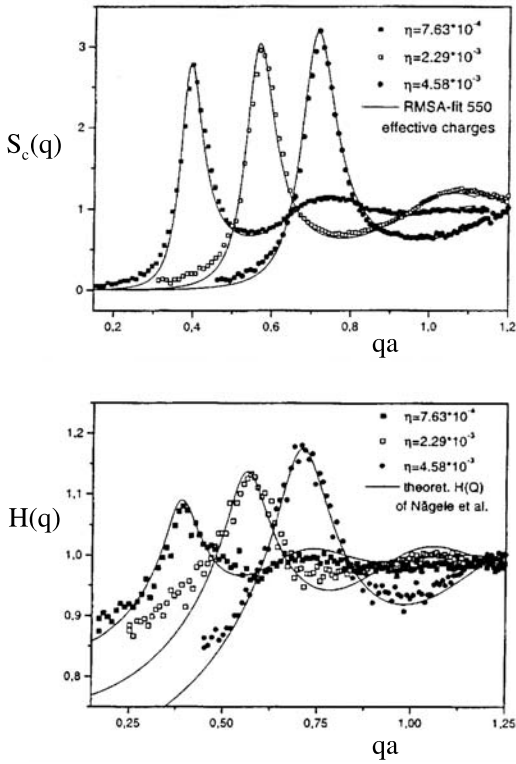 3
2
1
0
S_c(q)
η=7.63*10⁻⁴
η=2.29*10⁻³
η=4.58*10⁻³
RMSA-fit 550
effective charges
0,2 0,4 0,6 0,8 1,0 1,2
qa
1,2
1,1
1,0
0,9
0,8
H(q)
η=7.63*10⁻⁴
η=2.29*10⁻³
η=4.58*10⁻³
theoret. H(Q)
of Nägele et al.
0,25 0,50 0,75 1,00 1,25
qa